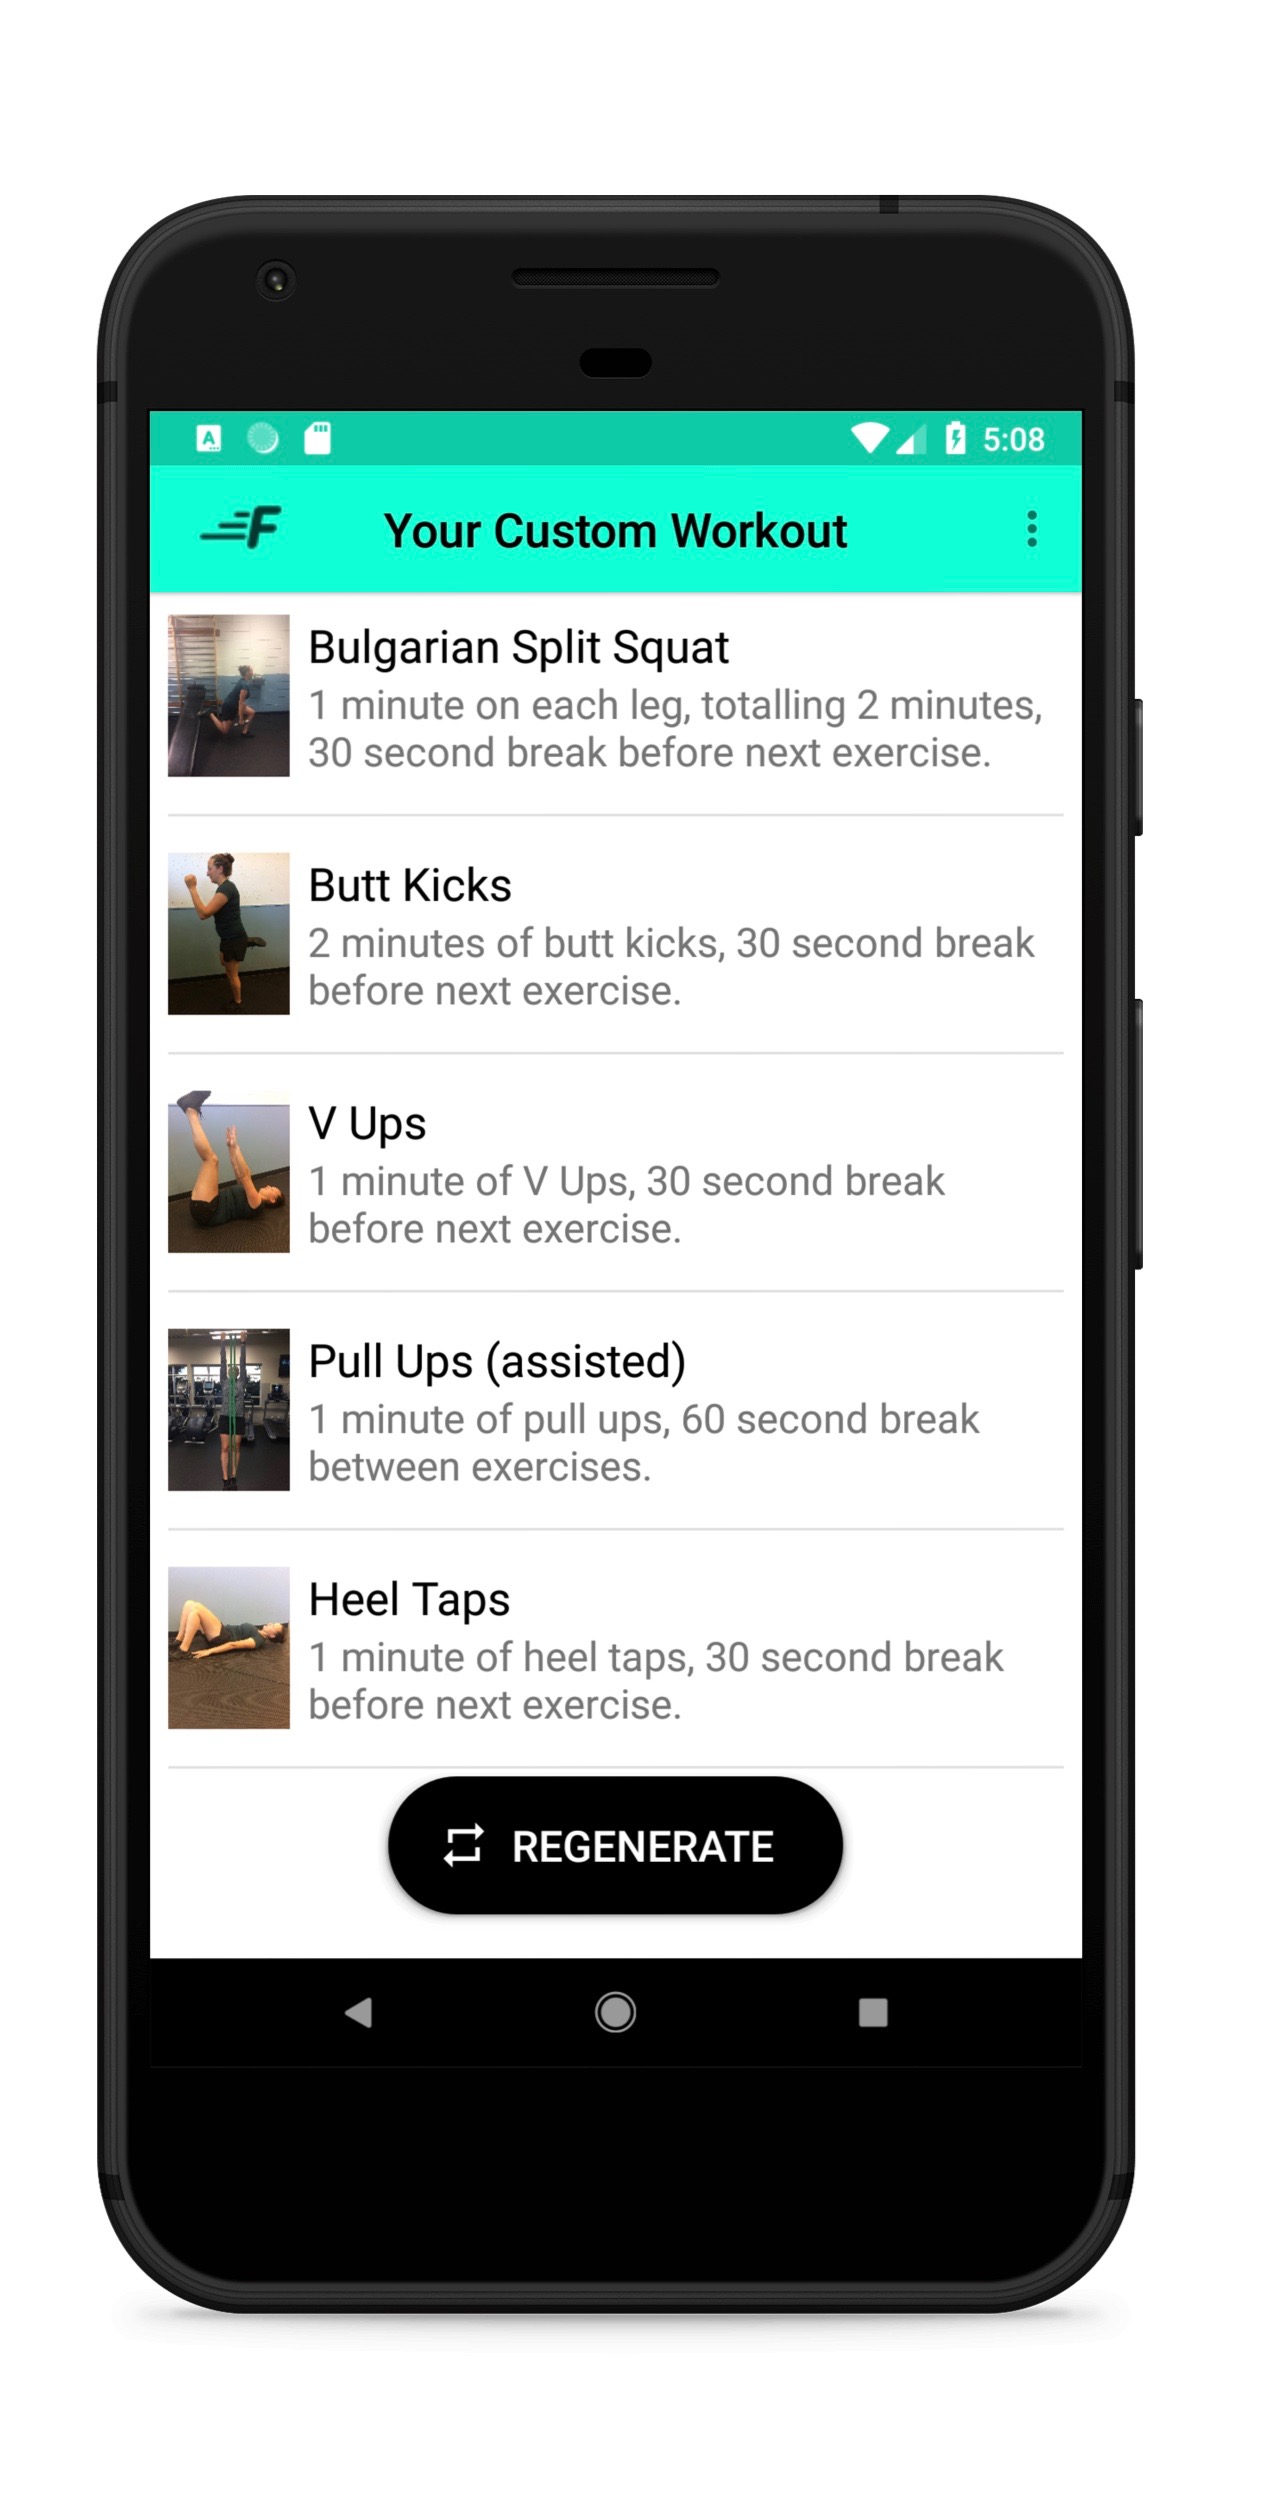 5:08
F Your Custom Workout
Bulgarian Split Squat
1 minute on each leg, totalling 2 minutes,
30 second break before next exercise.
Butt Kicks
2 minutes of butt kicks, 30 second break
before next exercise.
V Ups
1 minute of V Ups, 30 second break
before next exercise.
Pull Ups (assisted)
1 minute of pull ups, 60 second break
between exercises.
Heel Taps
1 minute of heel taps, 30 second break
before next exercise.
REGENERATE